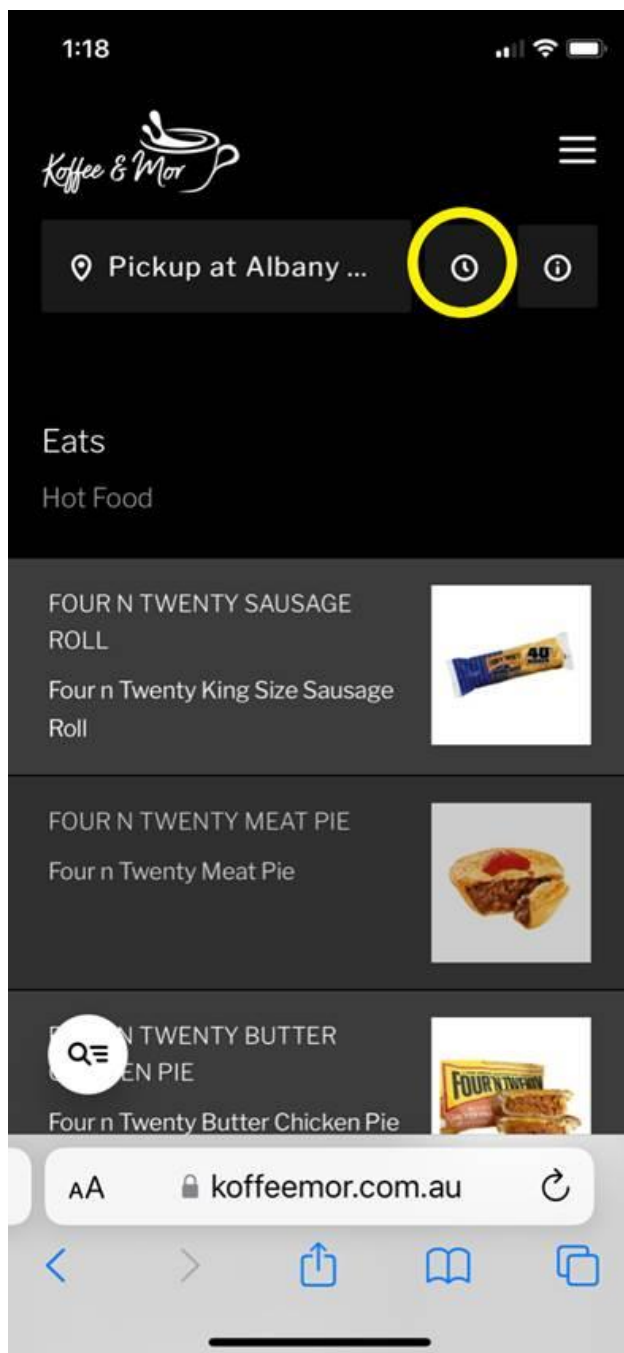 1:18
Koffee & Mor
Pickup at Albany ...
Eats
Hot Food
FOUR N TWENTY SAUSAGE
ROLL
Four n Twenty King Size Sausage
Roll
FOUR N TWENTY MEAT PIE
Four n Twenty Meat Pie
N TWENTY BUTTER
EN PIE
Four n Twenty Butter Chicken Pie
FOUR'N TWENTY
AA
koffeemor.com.au